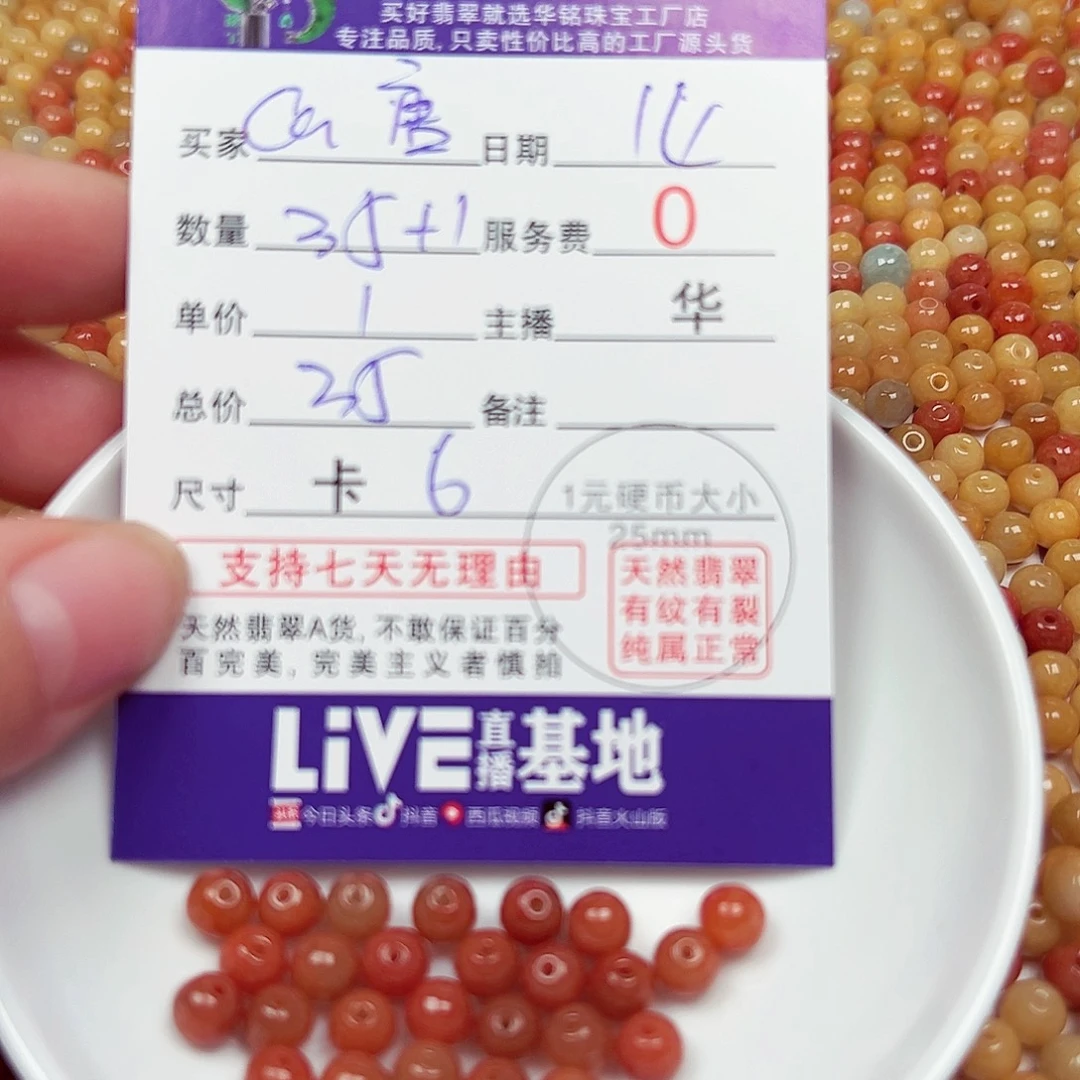 买好翡翠就选华铭珠宝工厂店
专注品质,只卖性价比高的工厂源头货
买家 唐 日期
数量 35+1 服务费 0
单价 1 主播 华
总价 35 备注
尺寸 卡 6 1元硬币大小
25mm
支持七天无理由
天然翡翠
有纹有裂
纯属正常
天然翡翠A货,不敢保证百分
百完美,完美主义者慎拍
LiVE直播基地
头条 今日头条 抖音 西瓜视频 抖音火山版